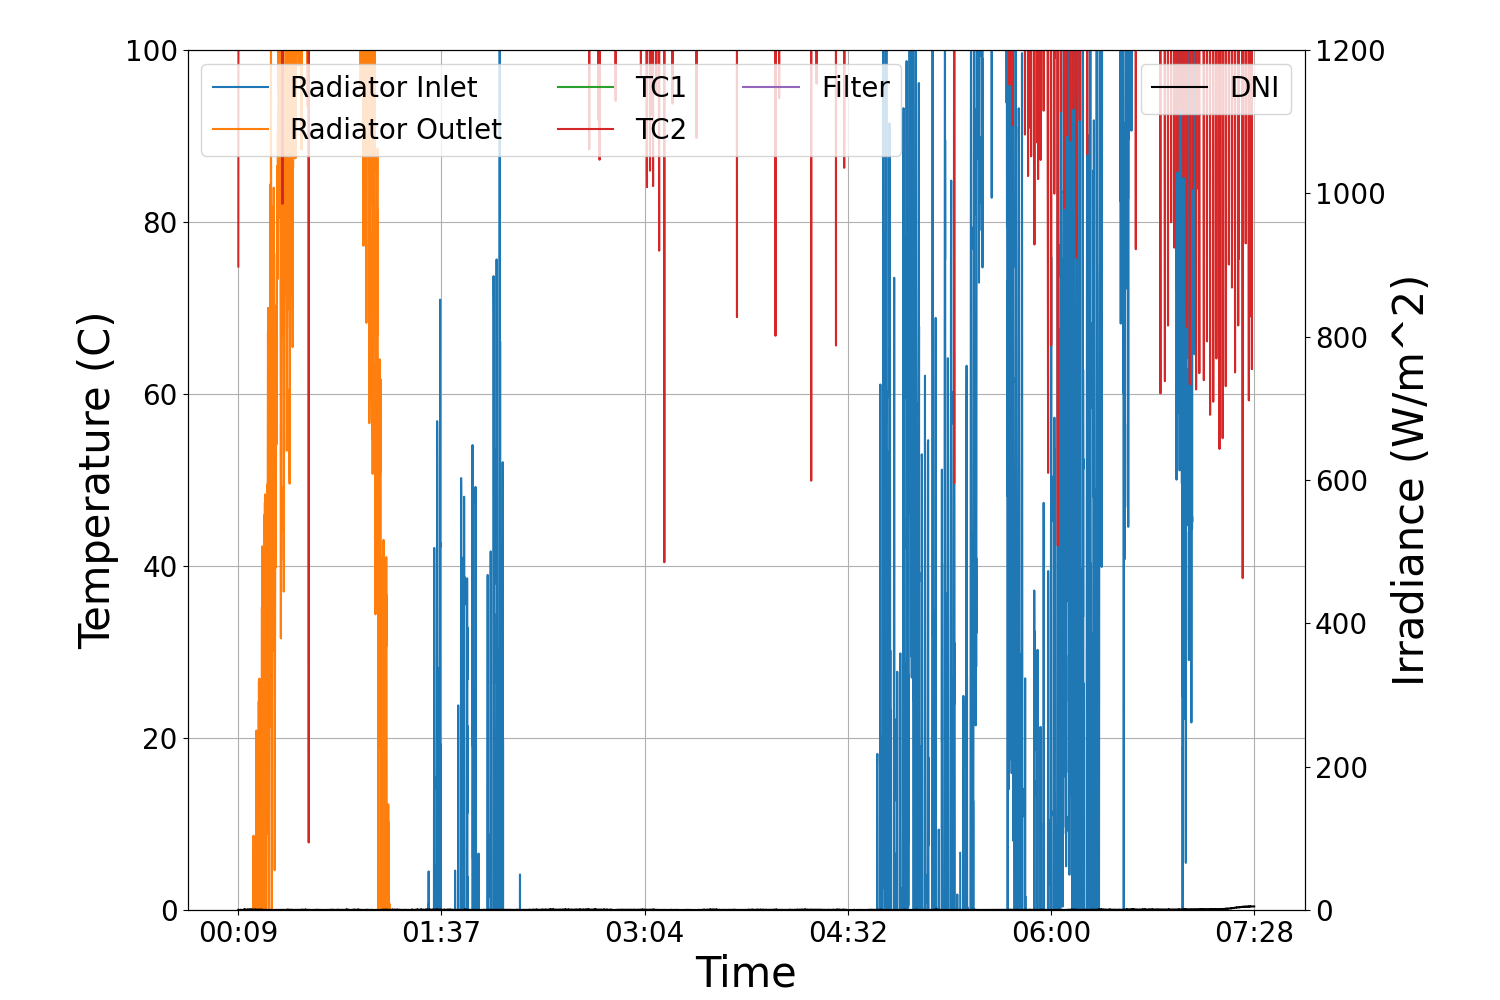 Radiator Inlet
Radiator Outlet
TC1
TC2
Filter
DNI
Temperature (C)
100
80
60
40
20
0
Irradiance (W/m^2)
1200
1000
800
600
400
200
0
00:09 01:37 03:04 04:32 06:00 07:28
Time